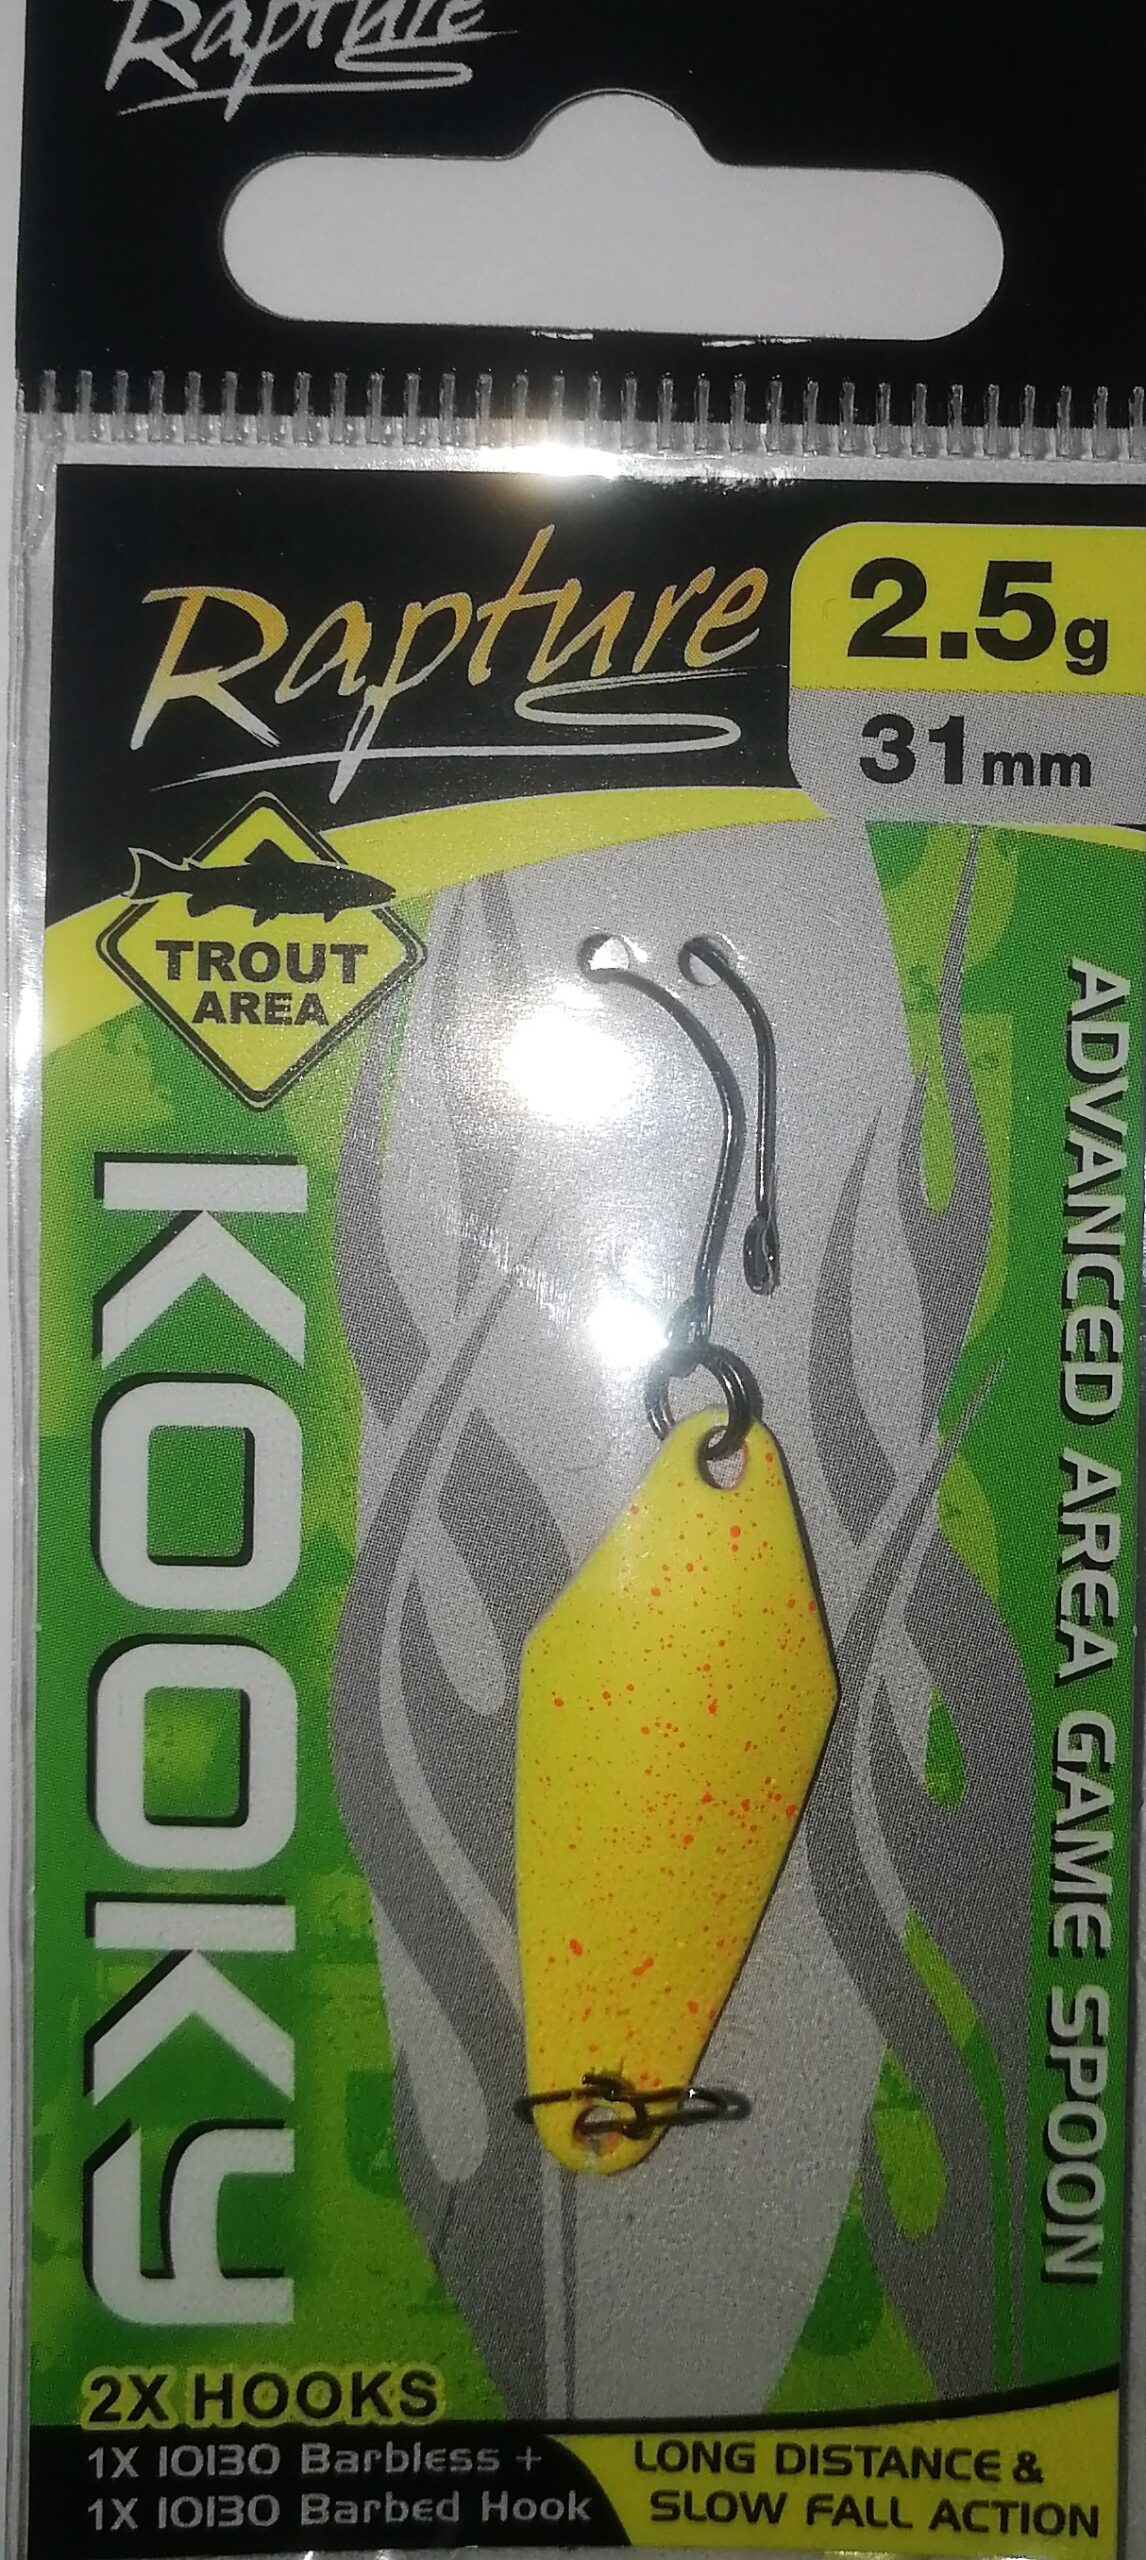 Rapture
Rapture
2.5g
31mm
TROUT
AREA
KOOKY
ADVANCED AREA GAME SPOON
2X HOOKS
1X 10130 Barbless +
1X 10130 Barbed Hook
LONG DISTANCE &
SLOW FALL ACTION